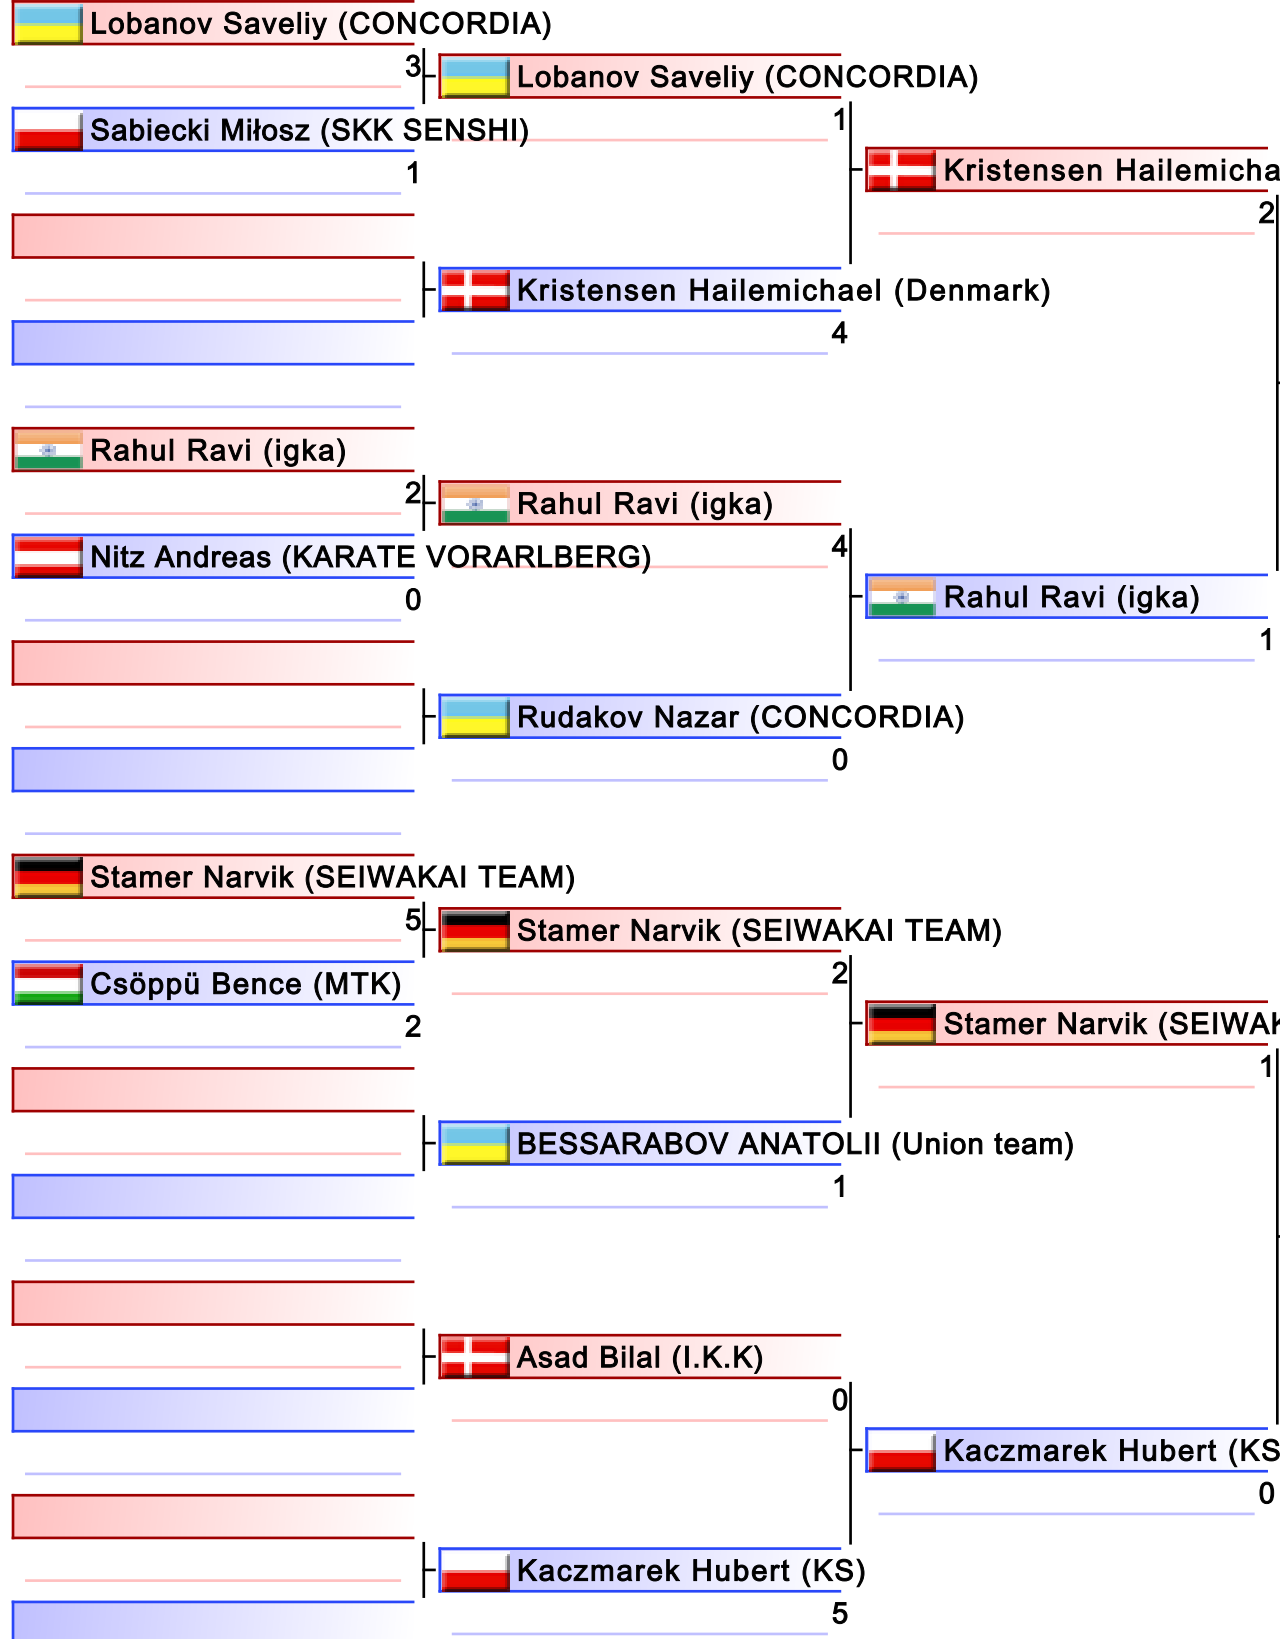 Lobanov Saveliy (CONCORDIA)
3
Lobanov Saveliy (CONCORDIA)
1
Sabiecki Miłosz (SKK SENSHI)
1
Kristensen Hailemicha
2
Kristensen Hailemichael (Denmark)
4
Rahul Ravi (igka)
2
Rahul Ravi (igka)
4
Nitz Andreas (KARATE VORARLBERG)
0
Rahul Ravi (igka)
1
Rudakov Nazar (CONCORDIA)
0
Stamer Narvik (SEIWAKAI TEAM)
5
Stamer Narvik (SEIWAKAI TEAM)
2
Csöppü Bence (MTK)
2
Stamer Narvik (SEIWAK
1
BESSARABOV ANATOLII (Union team)
1
Asad Bilal (I.K.K)
0
Kaczmarek Hubert (KS
0
Kaczmarek Hubert (KS)
5